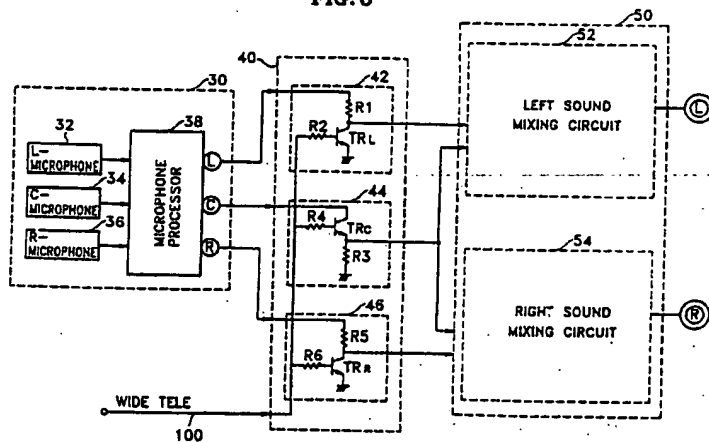 FIG. 6
50
52
LEFT SOUND
MIXING CIRCUIT
L
40
42
R1
R2
TRL
30
32
38
L-
MICROPHONE
34
C-
MICROPHONE
36
R-
MICROPHONE
MICROPHONE
PROCESSOR
L
C
R
44
R4
TRC
R3
54
RIGHT SOUND
MIXING CIRCUIT
R
46
R5
R6
TRR
WIDE TELE
100